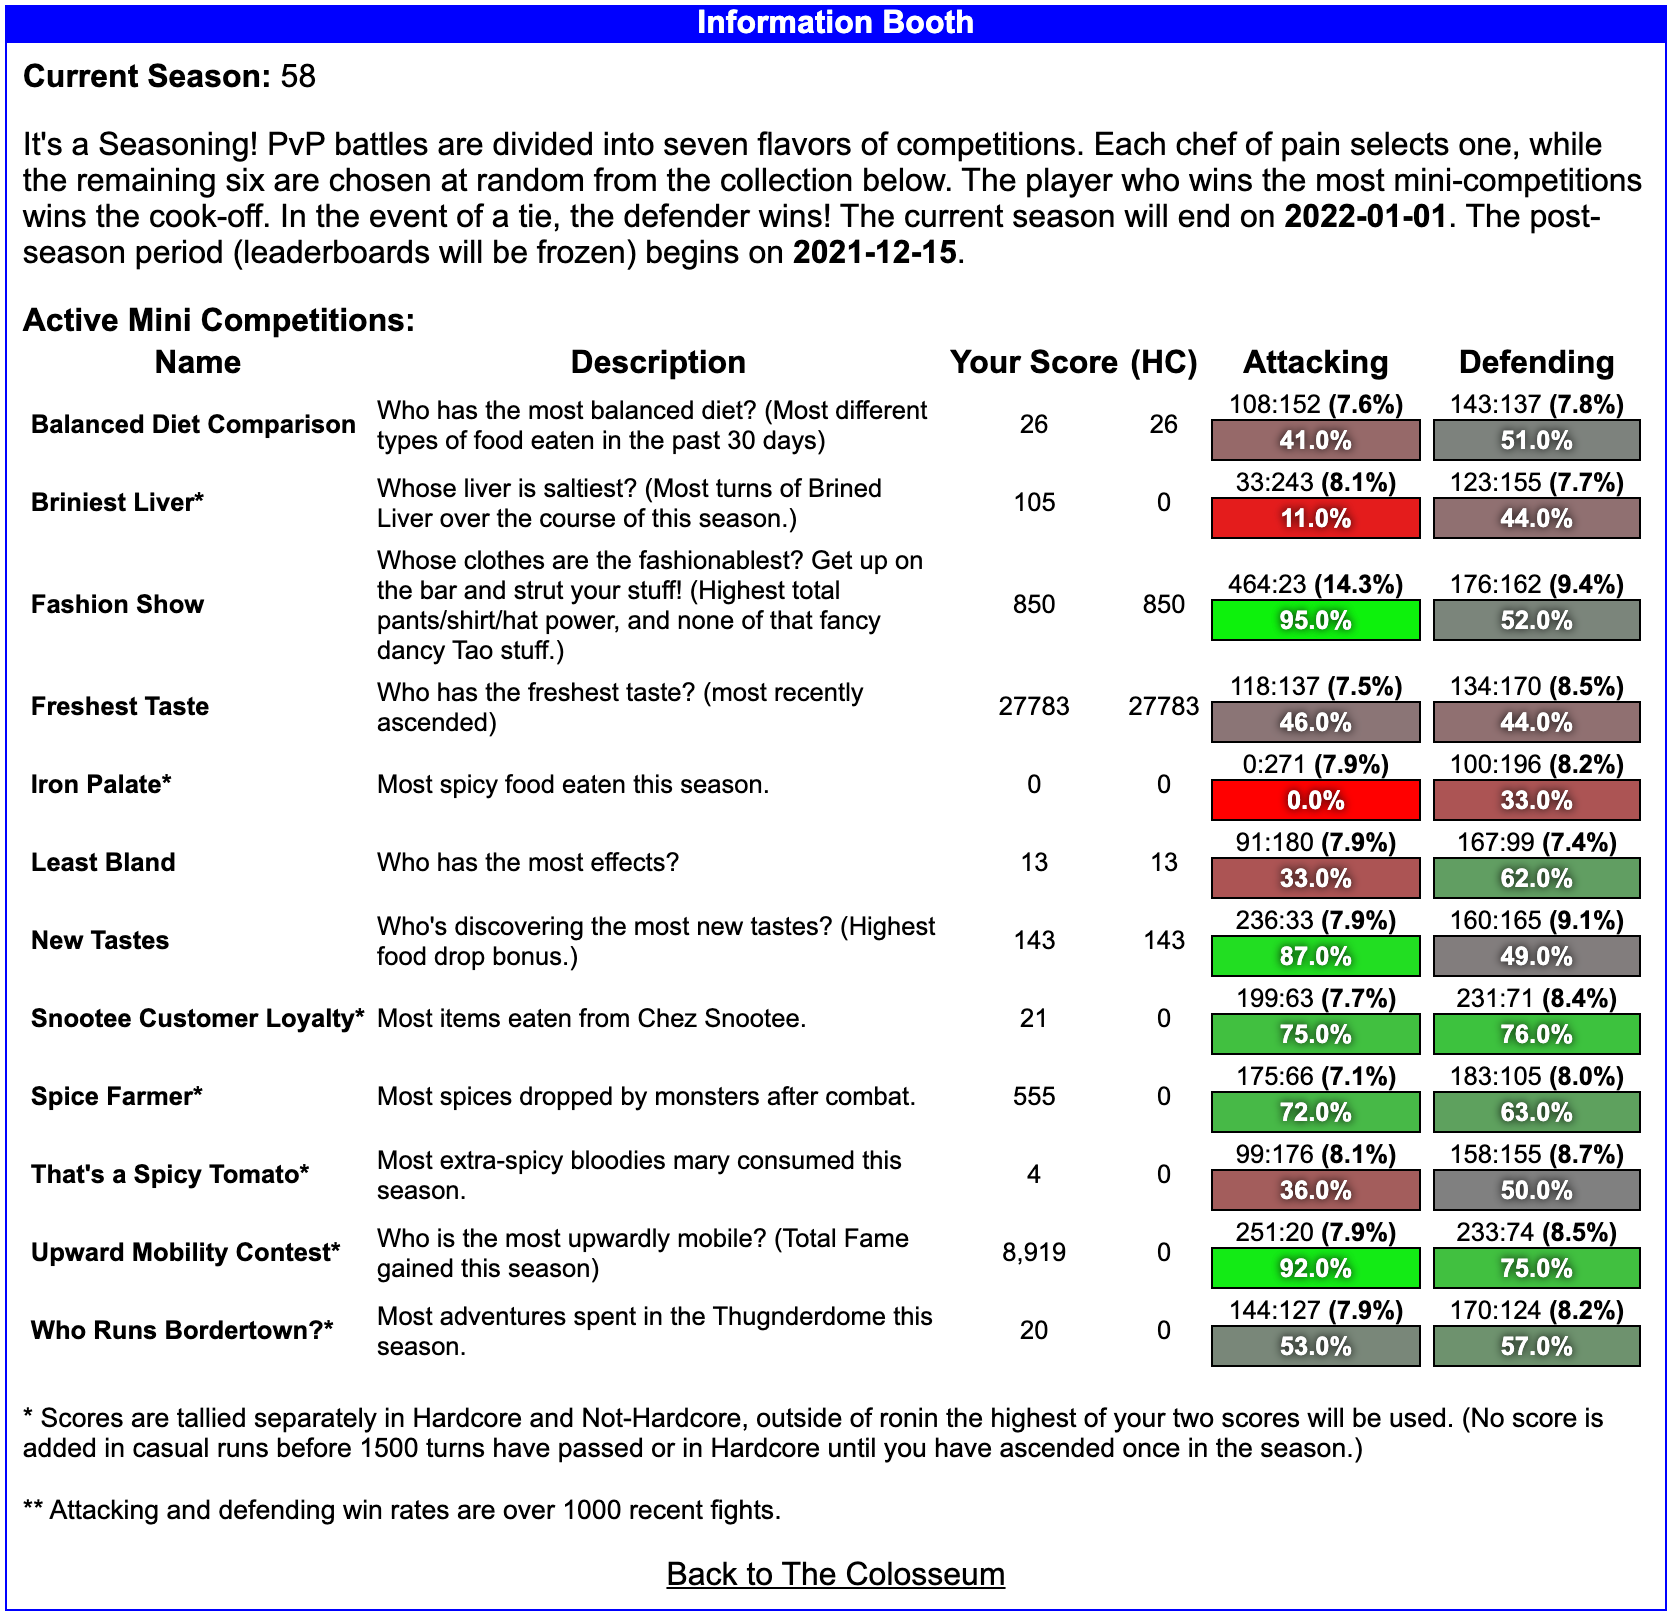 Information Booth
Current Season: 58
It's a Seasoning! PvP battles are divided into seven flavors of competitions. Each chef of pain selects one, while
the remaining six are chosen at random from the collection below. The player who wins the most mini-competitions
wins the cook-off. In the event of a tie, the defender wins! The current season will end on 2022-01-01. The post-
season period (leaderboards will be frozen) begins on 2021-12-15.
Active Mini Competitions:
Name Description Your Score (HC) Attacking Defending
Balanced Diet Comparison
Who has the most balanced diet? (Most different
types of food eaten in the past 30 days)
26 26
108:152 (7.6%)
41.0%
143:137 (7.8%)
51.0%
Briniest Liver*
Whose liver is saltiest? (Most turns of Brined
Liver over the course of this season.)
105 0
33:243 (8.1%)
11.0%
123:155 (7.7%)
44.0%
Fashion Show
Whose clothes are the fashionablest? Get up on
the bar and strut your stuff! (Highest total
pants/shirt/hat power, and none of that fancy
dancy Tao stuff.)
850 850
464:23 (14.3%)
95.0%
176:162 (9.4%)
52.0%
Freshest Taste
Who has the freshest taste? (most recently
ascended)
27783 27783
118:137 (7.5%)
46.0%
134:170 (8.5%)
44.0%
Iron Palate*
Most spicy food eaten this season.
0 0
0:271 (7.9%)
0.0%
100:196 (8.2%)
33.0%
Least Bland
Who has the most effects?
13 13
91:180 (7.9%)
33.0%
167:99 (7.4%)
62.0%
New Tastes
Who's discovering the most new tastes? (Highest
food drop bonus.)
143 143
236:33 (7.9%)
87.0%
160:165 (9.1%)
49.0%
Snootee Customer Loyalty*
Most items eaten from Chez Snootee.
21 0
199:63 (7.7%)
75.0%
231:71 (8.4%)
76.0%
Spice Farmer*
Most spices dropped by monsters after combat.
555 0
175:66 (7.1%)
72.0%
183:105 (8.0%)
63.0%
That's a Spicy Tomato*
Most extra-spicy bloodies mary consumed this
season.
4 0
99:176 (8.1%)
36.0%
158:155 (8.7%)
50.0%
Upward Mobility Contest*
Who is the most upwardly mobile? (Total Fame
gained this season)
8,919 0
251:20 (7.9%)
92.0%
233:74 (8.5%)
75.0%
Who Runs Bordertown?*
Most adventures spent in the Thugnderdome this
season.
20 0
144:127 (7.9%)
53.0%
170:124 (8.2%)
57.0%
* Scores are tallied separately in Hardcore and Not-Hardcore, outside of ronin the highest of your two scores will be used. (No score is
added in casual runs before 1500 turns have passed or in Hardcore until you have ascended once in the season.)
** Attacking and defending win rates are over 1000 recent fights.
Back to The Colosseum